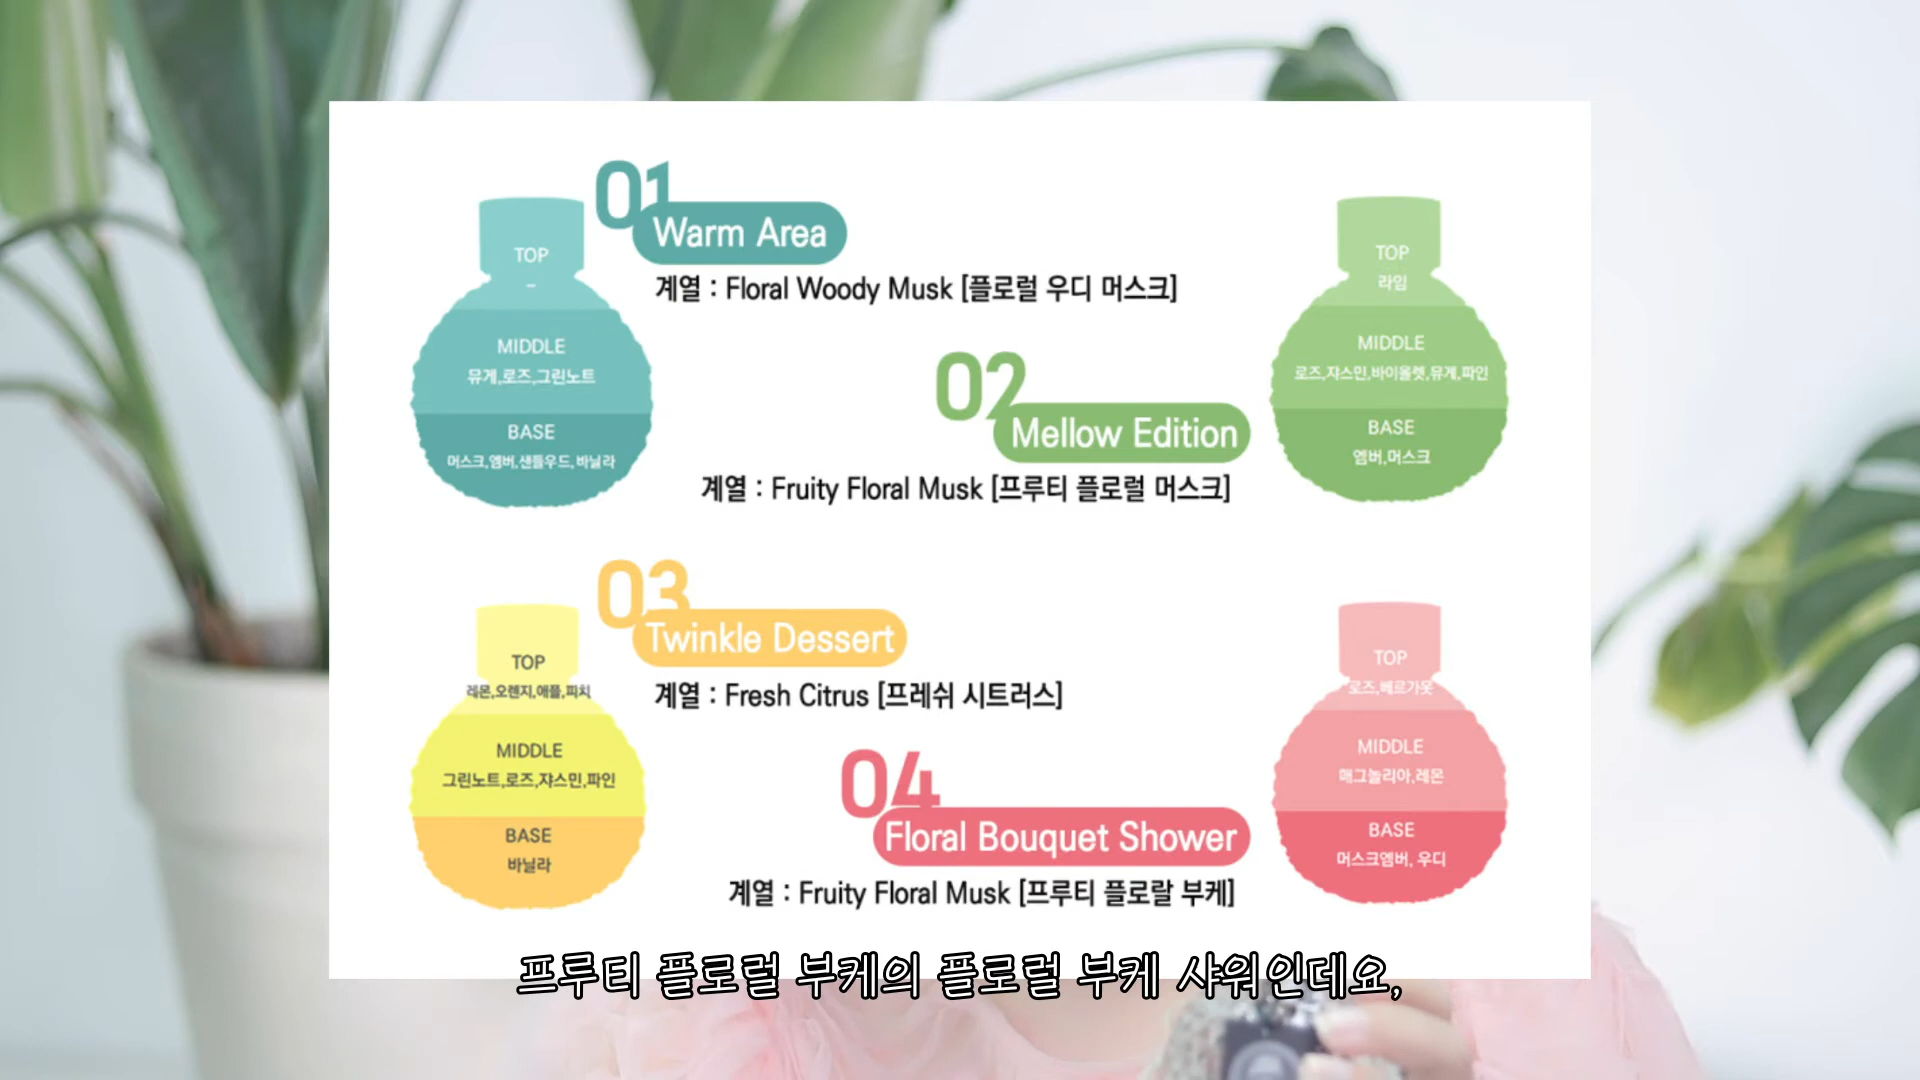 01
Warm Area
계열 : Floral Woody Musk [플로럴 우디 머스크]
TOP
-
MIDDLE
뮤게,로즈,그린노트
BASE
머스크,엠버,샌들우드, 바닐라
02
Mellow Edition
계열 : Fruity Floral Musk [프루티 플로럴 머스크]
TOP
라임
MIDDLE
로즈,쟈스민,바이올렛,뮤게,파인
BASE
엠버,머스크
03
Twinkle Dessert
계열 : Fresh Citrus [프레쉬 시트러스]
TOP
레몬,오렌지,애플,피치
MIDDLE
그린노트,로즈,쟈스민,파인
BASE
바닐라
04
Floral Bouquet Shower
계열 : Fruity Floral Musk [프루티 플로랄 부케]
TOP
로즈,베르가못
MIDDLE
매그놀리아,레몬
BASE
머스크엠버, 우디
프루티 플로럴 부케의 플로럴 부케 샤워인데요,